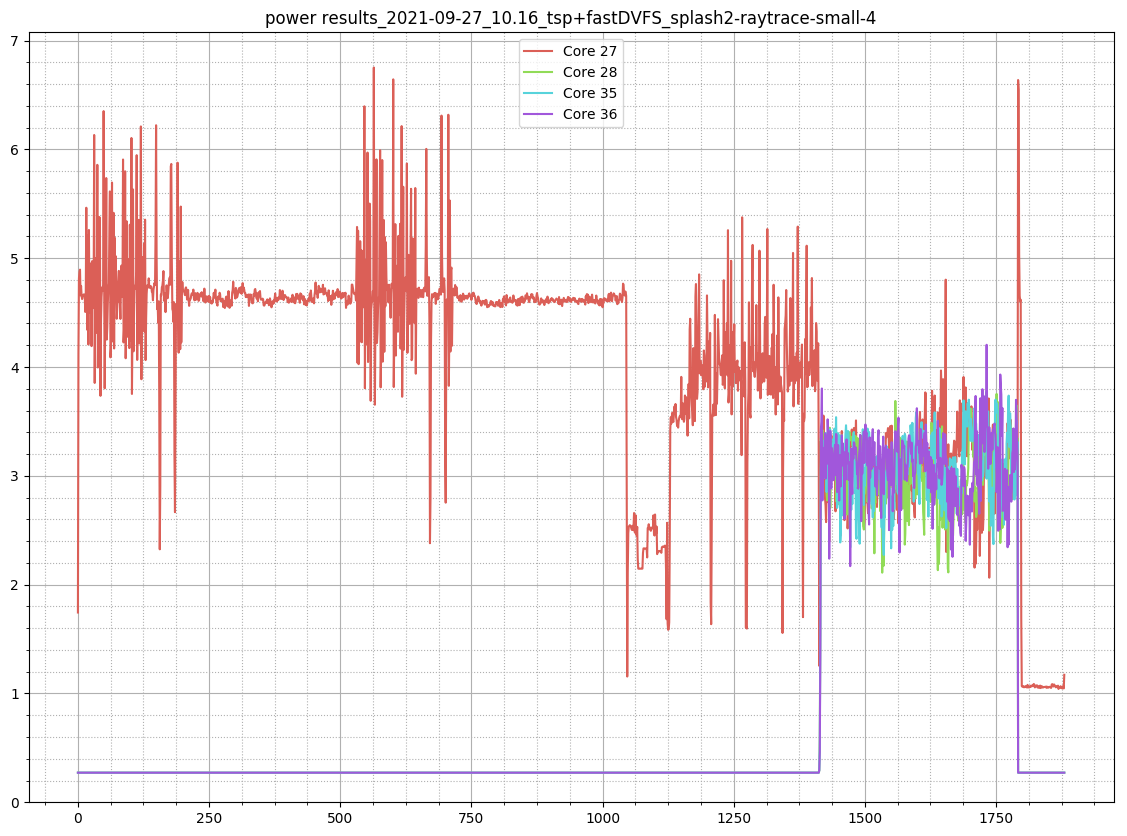 power results_2021-09-27_10.16_tsp+fastDVFS_splash2-raytrace-small-4
Core 27
Core 28
Core 35
Core 36
7
6
5
4
3
2
1
0
0 250 500 750 1000 1250 1500 1750